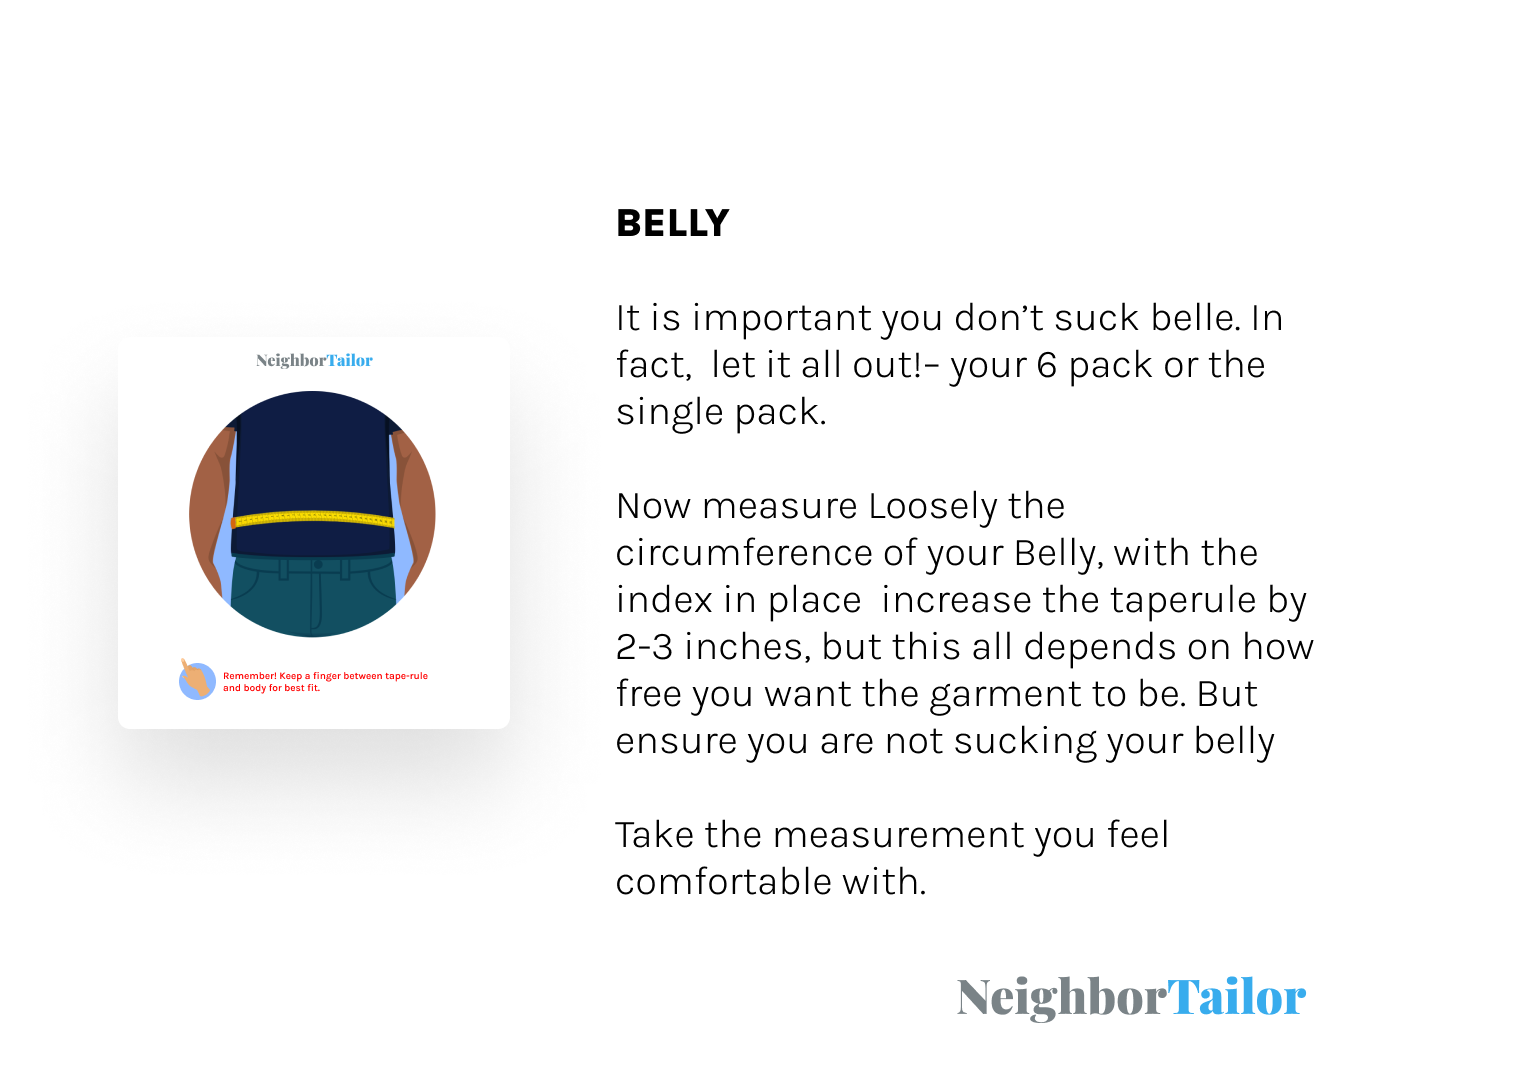 NeighborTailor
Remember! Keep a finger between tape-rule
and body for best fit.
BELLY
It is important you don’t suck belle. In
fact,  let it all out!– your 6 pack or the
single pack.
Now measure Loosely the
circumference of your Belly, with the
index in place  increase the taperule by
2-3 inches, but this all depends on how
free you want the garment to be. But
ensure you are not sucking your belly
Take the measurement you feel
comfortable with.
NeighborTailor